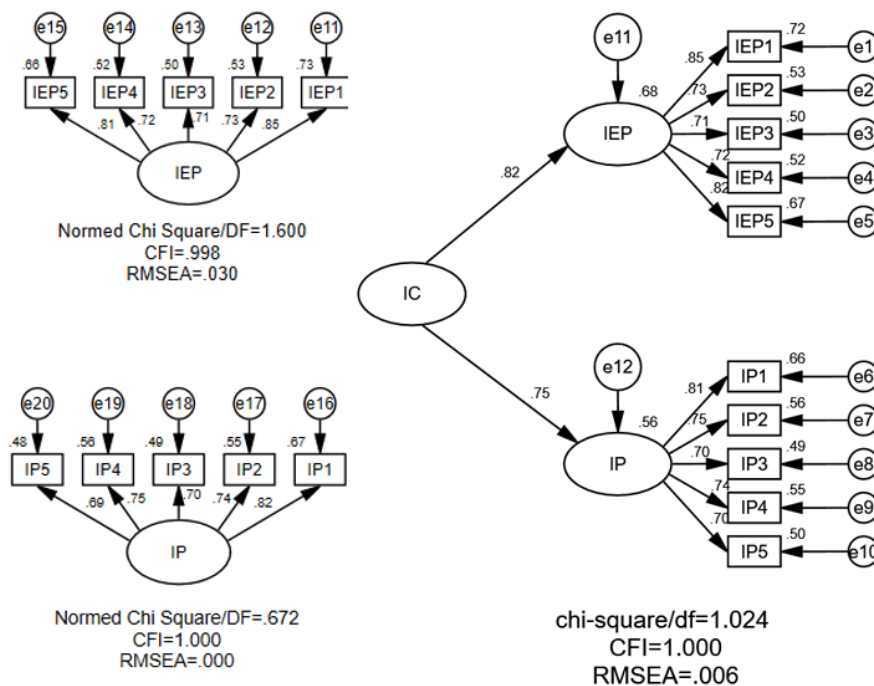 e15 e14 e13 e12 e11
.66 .52 .50 .53 .73
IEP5 IEP4 IEP3 IEP2 IEP1
.81 .72 .71 .73 .85
IEP
Normed Chi Square/DF=1.600
CFI=.998
RMSEA=.030
e20 e19 e18 e17 e16
.48 .56 .49 .55 .67
IP5 IP4 IP3 IP2 IP1
.69 .75 .70 .74 .82
IP
Normed Chi Square/DF=.672
CFI=1.000
RMSEA=.000
IC
.82
.75
e11
.68
IEP
.85 IEP1 .72 e1
.73 IEP2 .53 e2
.71 IEP3 .50 e3
.72 IEP4 .52 e4
.82 IEP5 .67 e5
e12
.56
IP
.81 IP1 .66 e6
.75 IP2 .56 e7
.70 IP3 .49 e8
.74 IP4 .55 e9
.70 IP5 .50 e10
chi-square/df=1.024
CFI=1.000
RMSEA=.006